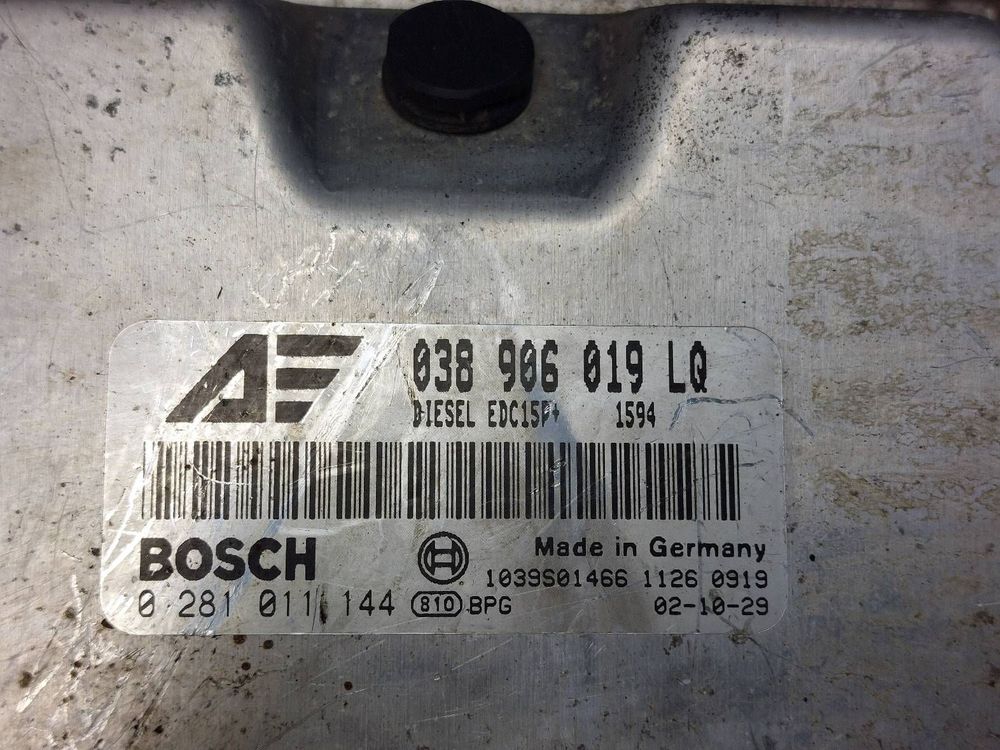 AE 038 906 019 LQ
DIESEL EDC15P+ 1594
BOSCH Made in Germany
1039S01466 1126 0919
0 281 011 144 810 BPG 02-10-29